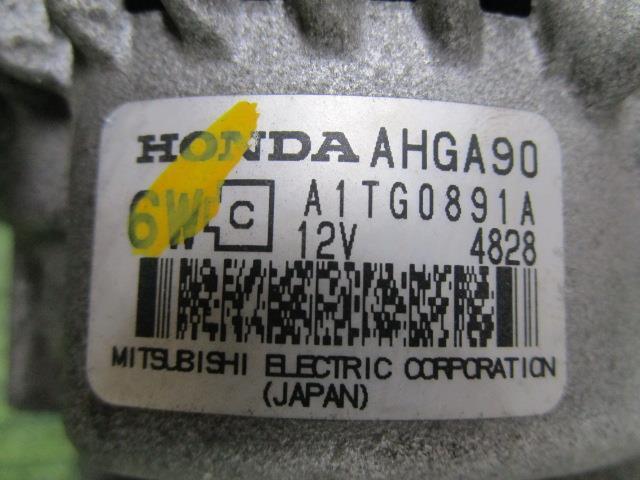 HONDA AHGA90
6W C A1TG0891A
12V 4828
MITSUBISHI ELECTRIC CORPORATION
(JAPAN)